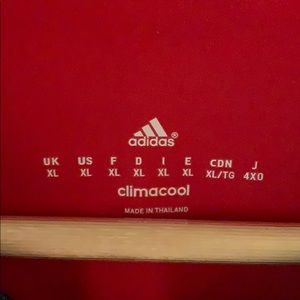 adidas®
UK US F D I E CDN J
XL XL XL XL XL XL XL/TG 4XO
climacool
MADE IN THAILAND